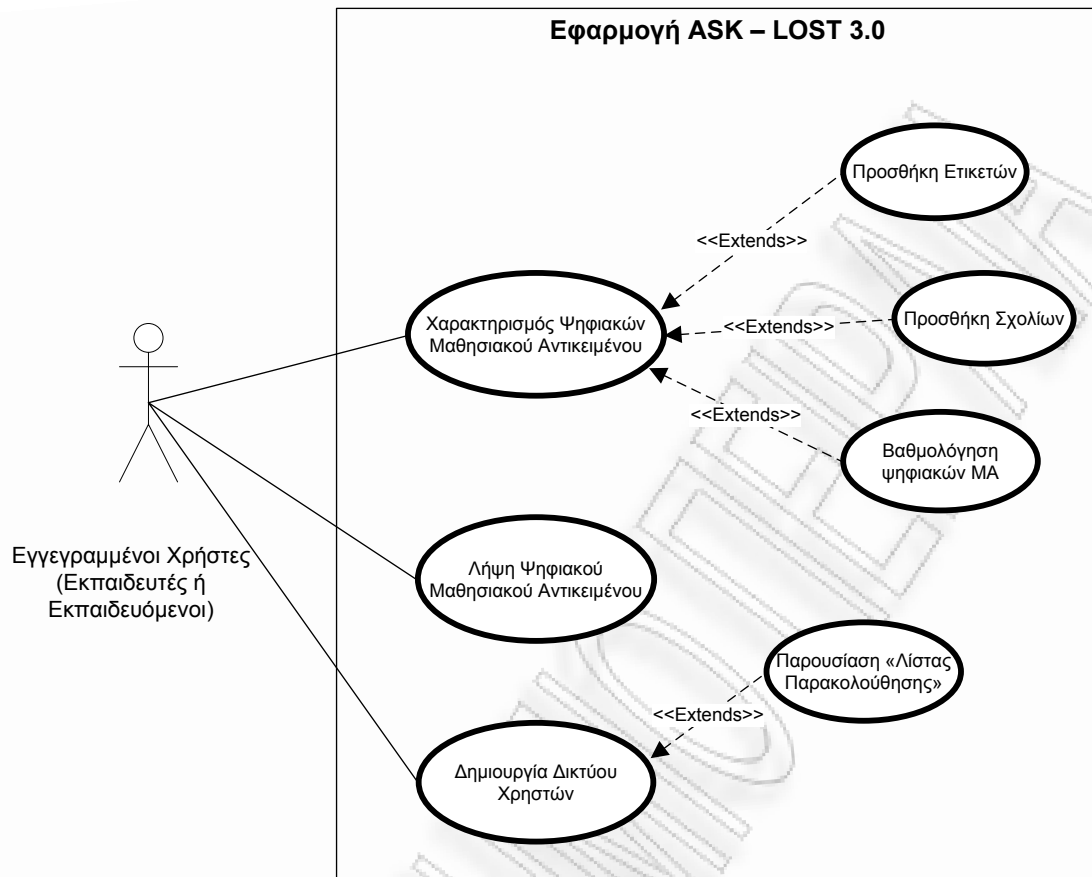 Εφαρμογή ASK – LOST 3.0
Προσθήκη Ετικετών
<<Extends>>
Χαρακτηρισμός Ψηφιακών
Μαθησιακού Αντικειμένου
<<Extends>>
Προσθήκη Σχολίων
<<Extends>>
Βαθμολόγηση
ψηφιακών ΜΑ
Εγγεγραμμένοι Χρήστες
(Εκπαιδευτές ή
Εκπαιδευόμενοι)
Λήψη Ψηφιακού
Μαθησιακού Αντικειμένου
Παρουσίαση «Λίστας
Παρακολούθησης»
<<Extends>>
Δημιουργία Δικτύου
Χρηστών